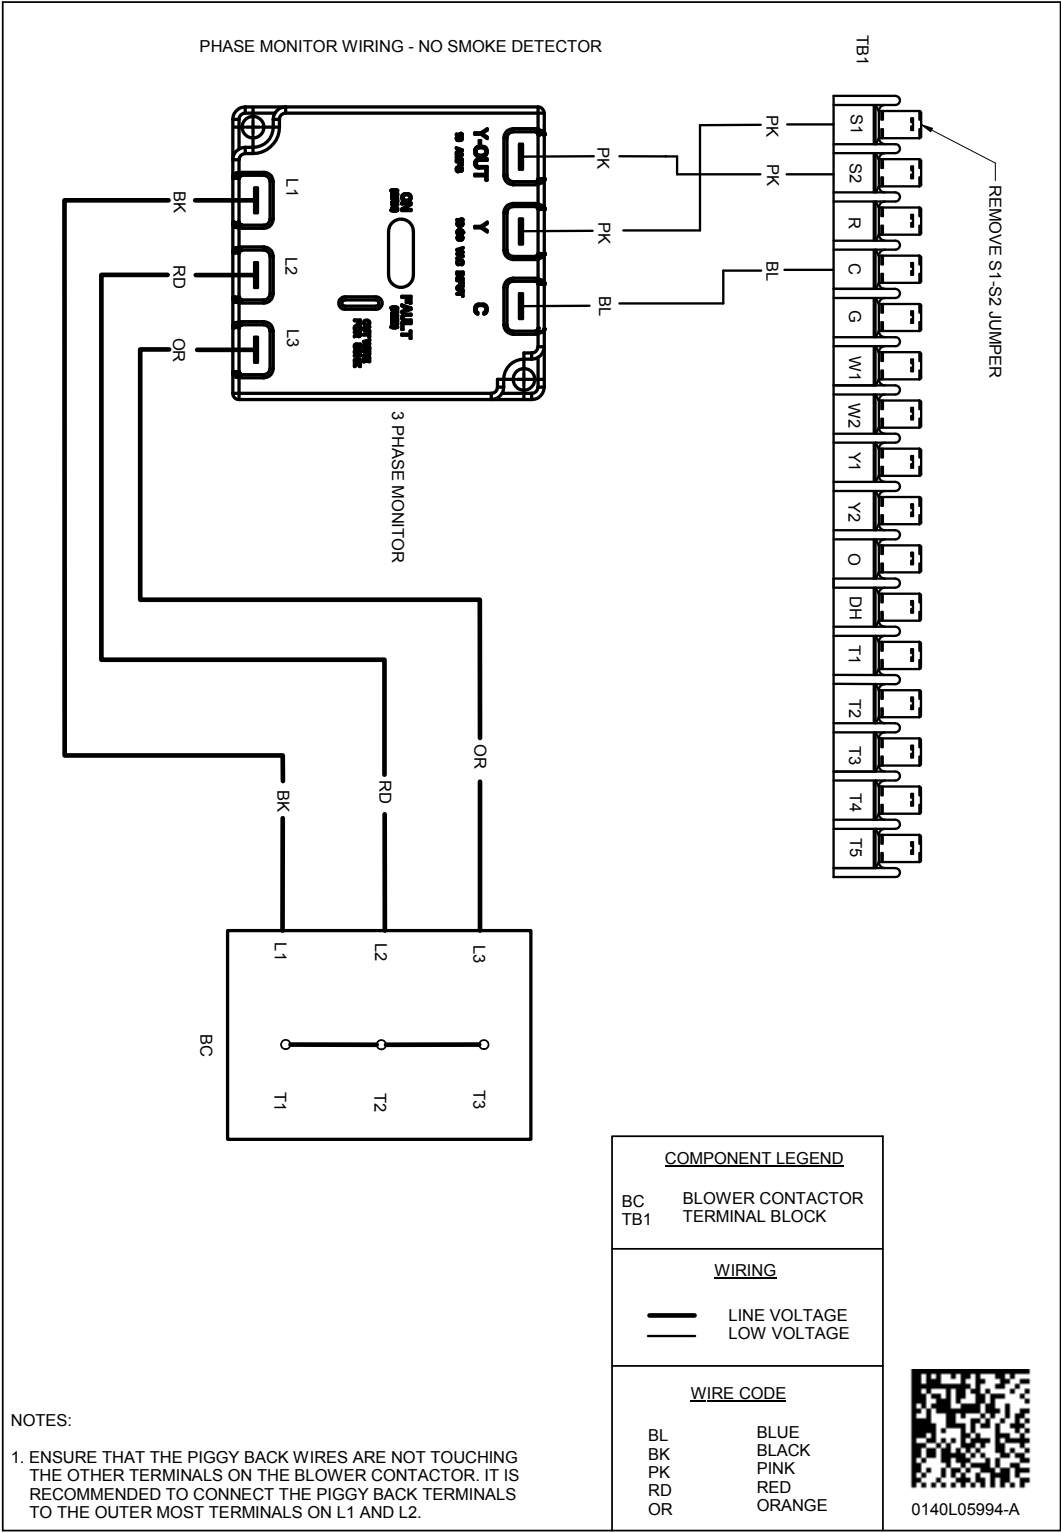 PHASE MONITOR WIRING - NO SMOKE DETECTOR
TB1
S1
S2
R
C
G
W1
W2
Y1
Y2
O
DH
T1
T2
T3
T4
T5
REMOVE S1-S2 JUMPER
PK
PK
BL
PK
PK
BL
Y-OUT
10 AMPS
Y
C
ON
FAULT
L1
L2
L3
BK
RD
OR
3 PHASE MONITOR
OR
RD
BK
L1
L2
L3
T1
T2
T3
BC
COMPONENT LEGEND
BC BLOWER CONTACTOR
TB1 TERMINAL BLOCK
WIRING
LINE VOLTAGE
LOW VOLTAGE
WIRE CODE
BL BLUE
BK BLACK
PK PINK
RD RED
OR ORANGE
0140L05994-A
NOTES:
1. ENSURE THAT THE PIGGY BACK WIRES ARE NOT TOUCHING
THE OTHER TERMINALS ON THE BLOWER CONTACTOR. IT IS
RECOMMENDED TO CONNECT THE PIGGY BACK TERMINALS
TO THE OUTER MOST TERMINALS ON L1 AND L2.